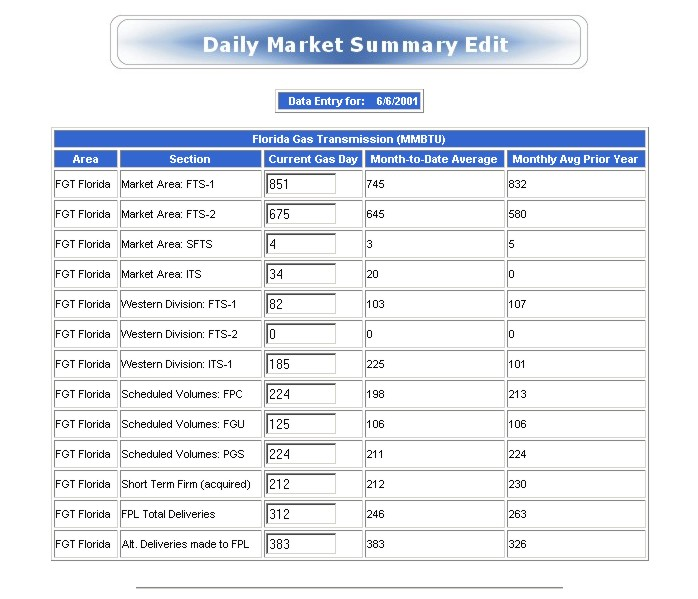 Daily Market Summary Edit
Data Entry for: 6/6/2001
Florida Gas Transmission (MMBTU)
Area Section Current Gas Day Month-to-Date Average Monthly Avg Prior Year
FGT Florida Market Area: FTS-1 851 745 832
FGT Florida Market Area: FTS-2 675 645 580
FGT Florida Market Area: SFTS 4 3 5
FGT Florida Market Area: ITS 34 20 0
FGT Florida Western Division: FTS-1 82 103 107
FGT Florida Western Division: FTS-2 0 0 0
FGT Florida Western Division: ITS-1 185 225 101
FGT Florida Scheduled Volumes: FPC 224 198 213
FGT Florida Scheduled Volumes: FGU 125 106 106
FGT Florida Scheduled Volumes: PGS 224 211 224
FGT Florida Short Term Firm (acquired) 212 212 230
FGT Florida FPL Total Deliveries 312 246 263
FGT Florida Alt. Deliveries made to FPL 383 383 326